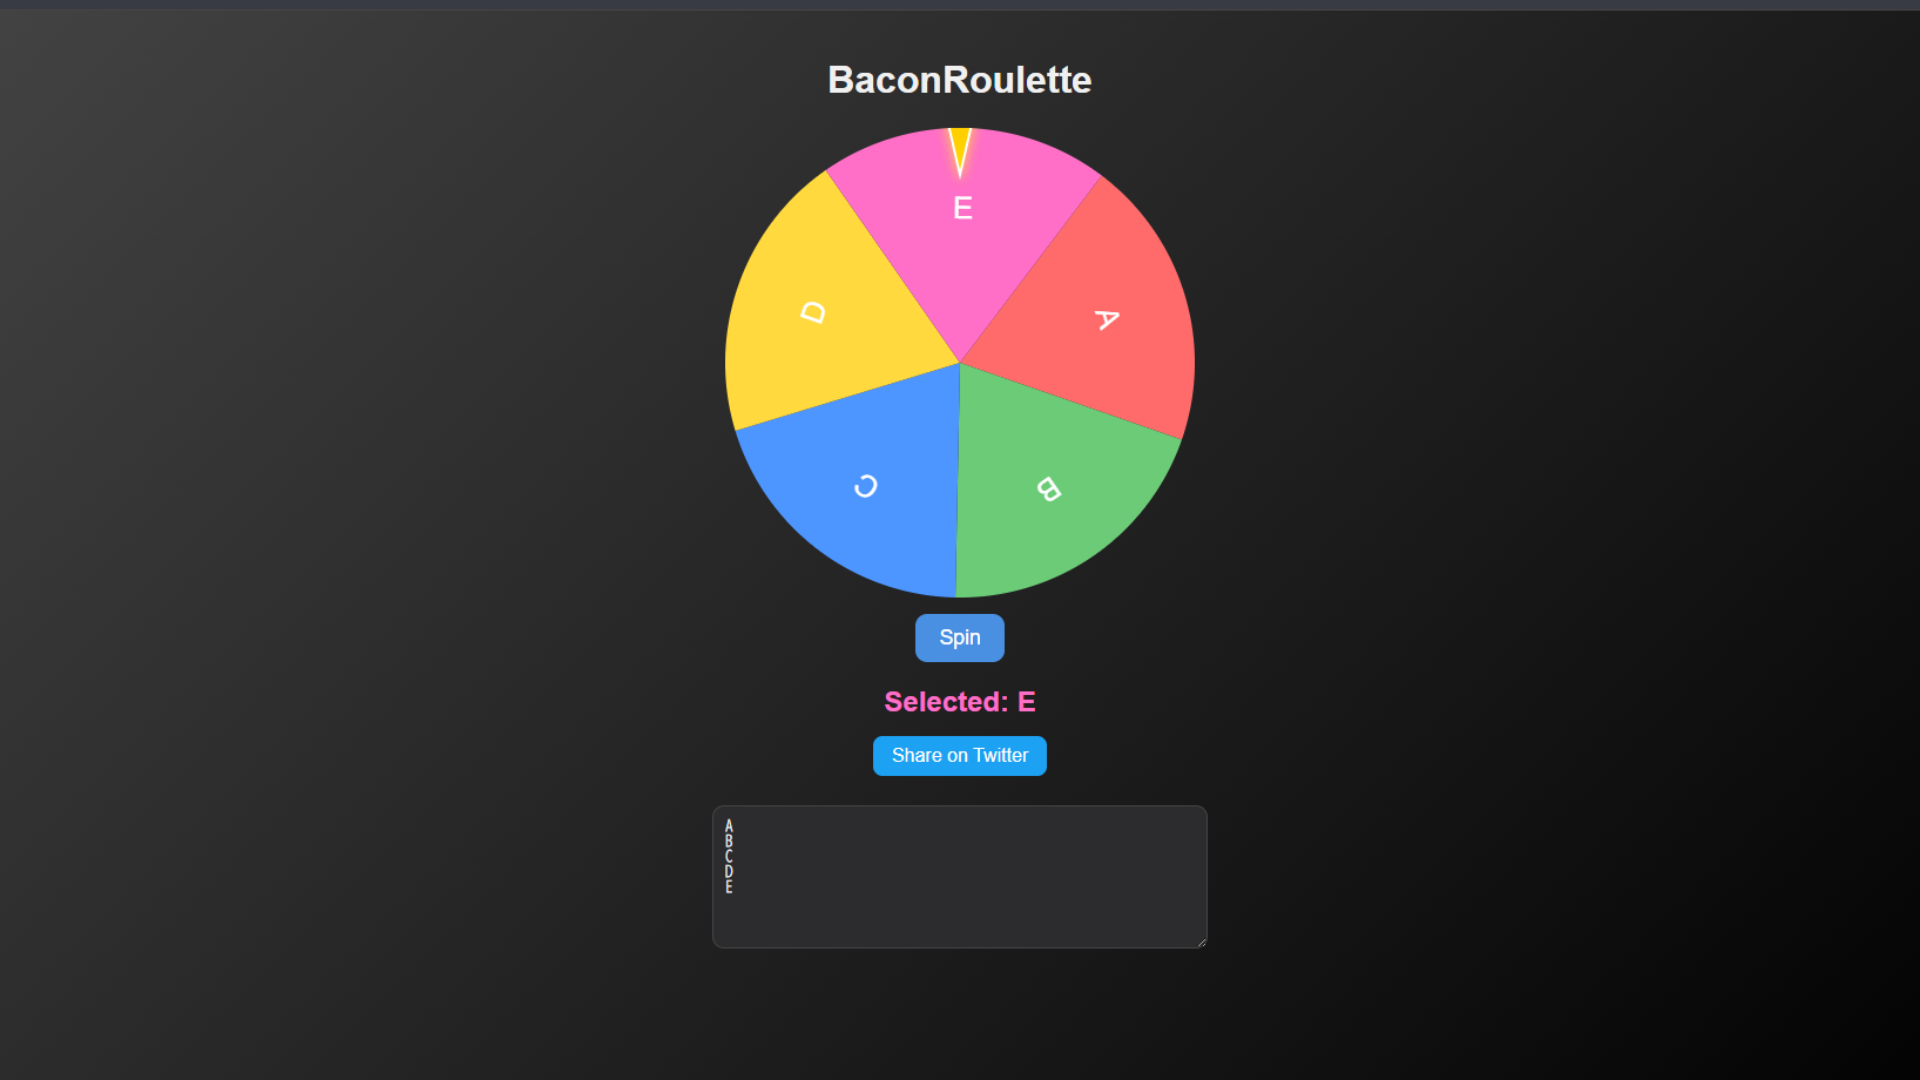 BaconRoulette
E
A
D
C
B
Spin
Selected: E
Share on Twitter
A
B
C
D
E